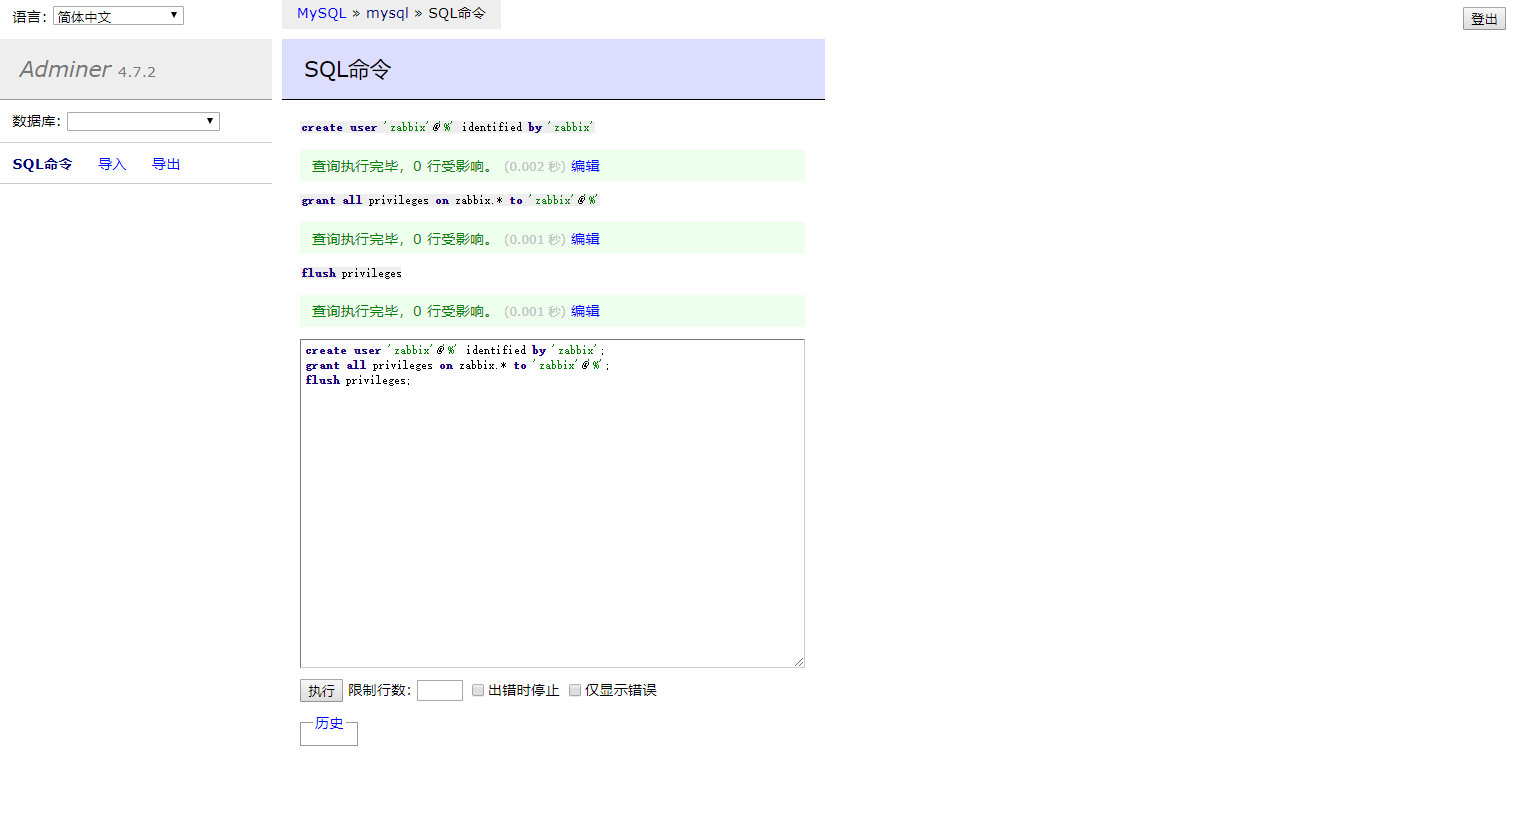 语言: 简体中文
MySQL » mysql » SQL命令
登出
Adminer 4.7.2
SQL命令
数据库:
SQL命令 导入 导出
create user 'zabbix'@'%' identified by 'zabbix'
查询执行完毕，0 行受影响。 (0.002 秒) 编辑
grant all privileges on zabbix.* to 'zabbix'@'%'
查询执行完毕，0 行受影响。 (0.001 秒) 编辑
flush privileges
查询执行完毕，0 行受影响。 (0.001 秒) 编辑
create user 'zabbix'@'%' identified by 'zabbix';
grant all privileges on zabbix.* to 'zabbix'@'%';
flush privileges;
执行 限制行数: 出错时停止 仅显示错误
历史